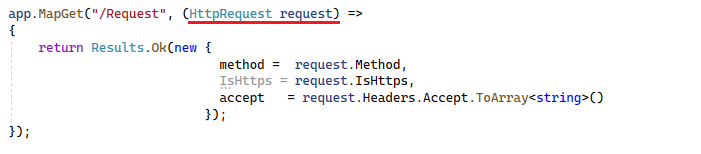 app.MapGet("/Request", (HttpRequest request) =>
{
    return Results.Ok(new {
                            method =  request.Method,
                            IsHttps = request.IsHttps,
                            accept   = request.Headers.Accept.ToArray<string>()
                          });
});